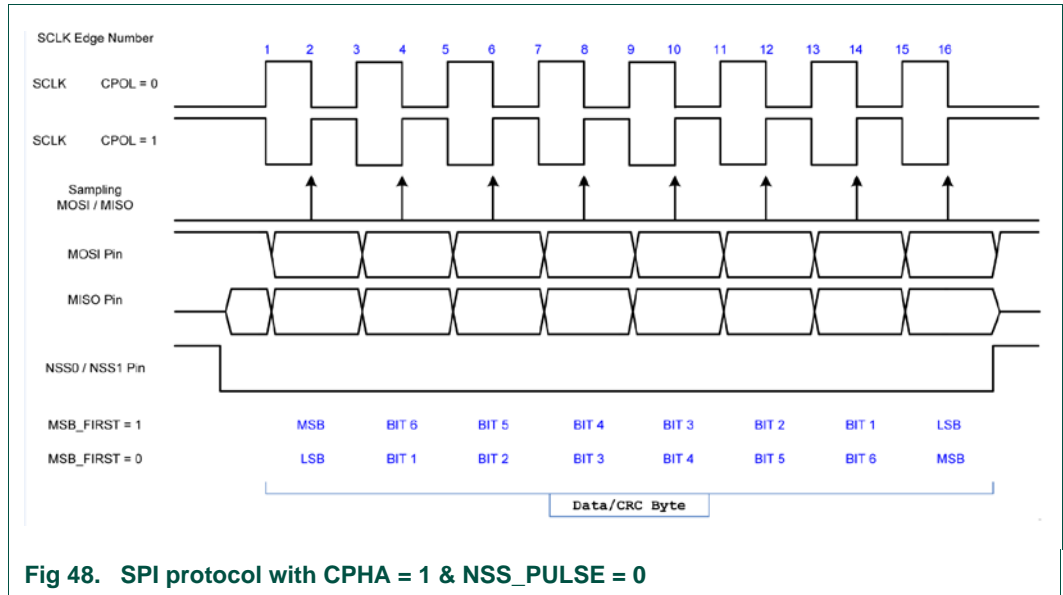 SCLK Edge Number
1 2 3 4 5 6 7 8 9 10 11 12 13 14 15 16
SCLK CPOL = 0
SCLK CPOL = 1
Sampling
MOSI / MISO
MOSI Pin
MISO Pin
NSS0 / NSS1 Pin
MSB_FIRST = 1 MSB BIT 6 BIT 5 BIT 4 BIT 3 BIT 2 BIT 1 LSB
MSB_FIRST = 0 LSB BIT 1 BIT 2 BIT 3 BIT 4 BIT 5 BIT 6 MSB
Data/CRC Byte
Fig 48. SPI protocol with CPHA = 1 & NSS_PULSE = 0